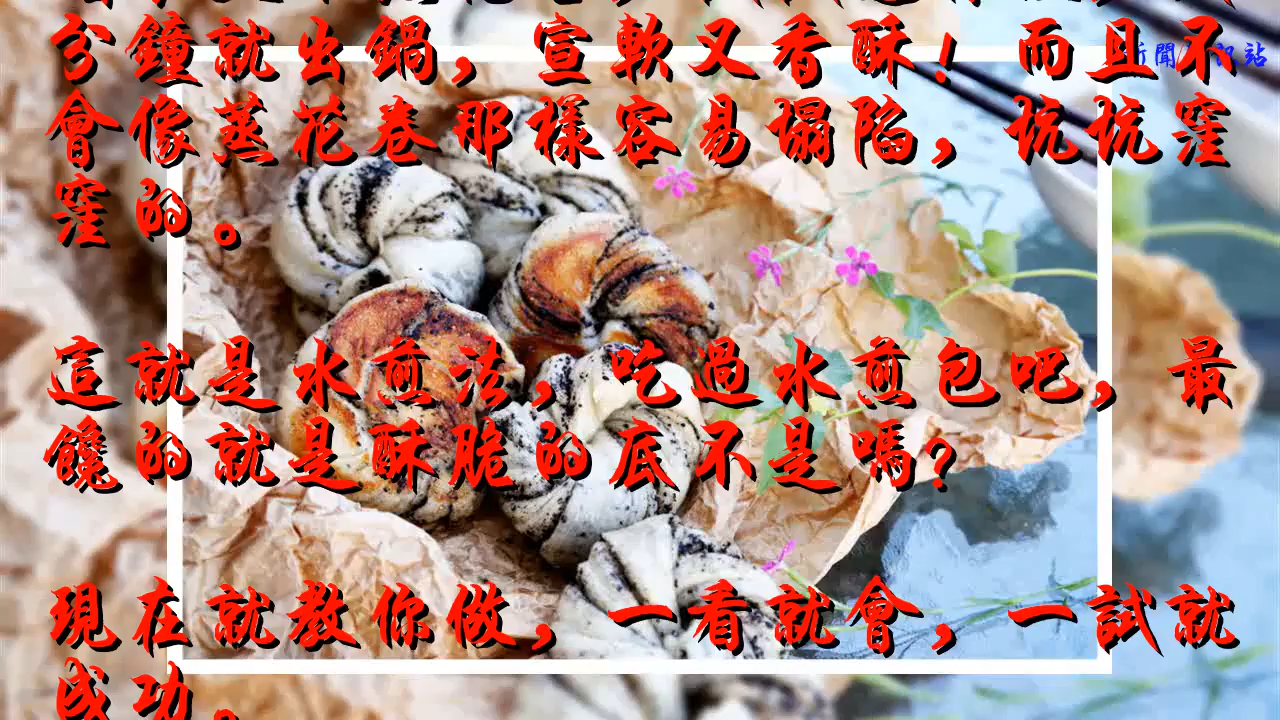 分鐘就出鍋，宣軟又香酥！而且不
會像蒸花卷那樣容易塌陷，坑坑窪
窪的。
這就是水煎法，吃過水煎包吧，最
饞的就是酥脆的底不是嗎？
現在就教你做，一看就會，一試就
成功。